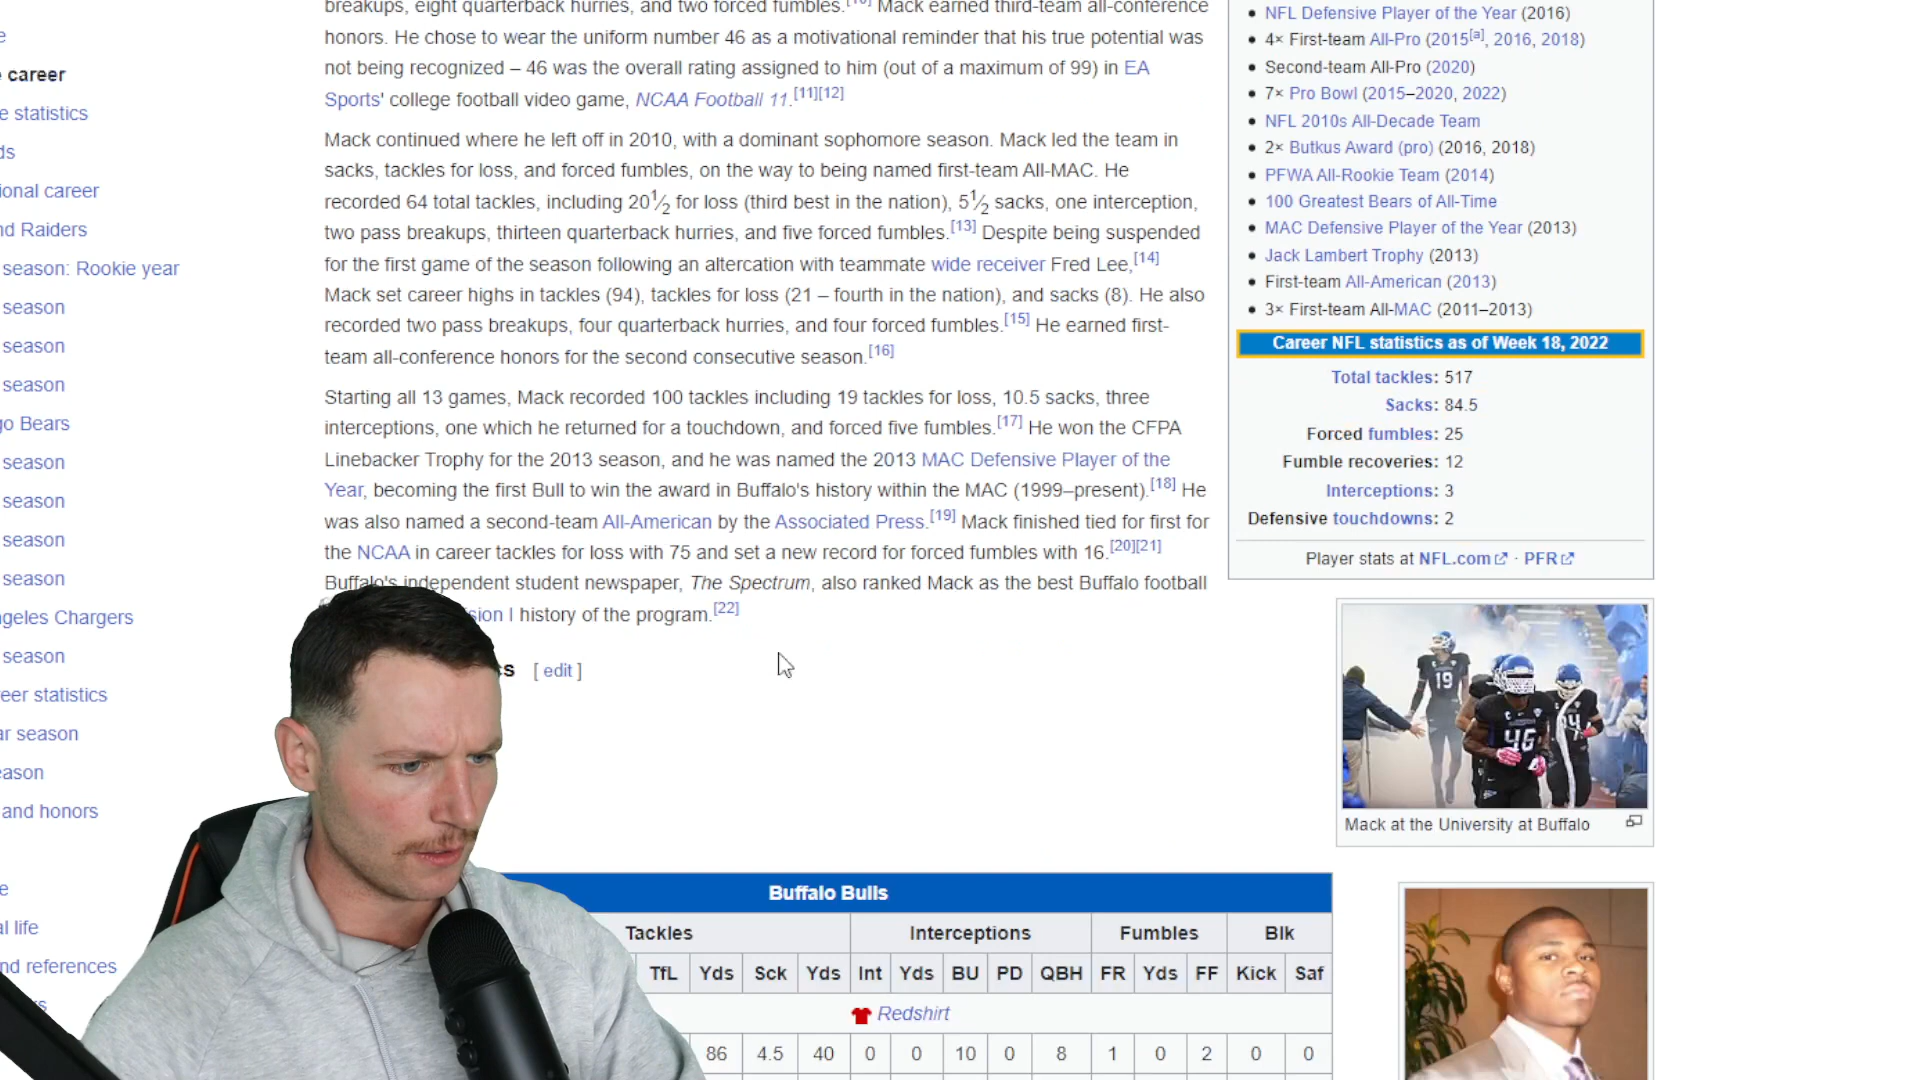 e
career
e statistics
ds
ional career
nd Raiders
season: Rookie year
season
season
season
go Bears
season
season
season
season
geles Chargers
season
eer statistics
ar season
eason
and honors
e
al life
nd references
breakups, eight quarterback hurries, and two forced fumbles.[10] Mack earned third-team all-conference
honors. He chose to wear the uniform number 46 as a motivational reminder that his true potential was
not being recognized – 46 was the overall rating assigned to him (out of a maximum of 99) in EA
Sports' college football video game, NCAA Football 11.[11][12]
Mack continued where he left off in 2010, with a dominant sophomore season. Mack led the team in
sacks, tackles for loss, and forced fumbles, on the way to being named first-team All-MAC. He
recorded 64 total tackles, including 20 1⁄2 for loss (third best in the nation), 5 1⁄2 sacks, one interception,
two pass breakups, thirteen quarterback hurries, and five forced fumbles.[13] Despite being suspended
for the first game of the season following an altercation with teammate wide receiver Fred Lee,[14]
Mack set career highs in tackles (94), tackles for loss (21 – fourth in the nation), and sacks (8). He also
recorded two pass breakups, four quarterback hurries, and four forced fumbles.[15] He earned first-
team all-conference honors for the second consecutive season.[16]
Starting all 13 games, Mack recorded 100 tackles including 19 tackles for loss, 10.5 sacks, three
interceptions, one which he returned for a touchdown, and forced five fumbles.[17] He won the CFPA
Linebacker Trophy for the 2013 season, and he was named the 2013 MAC Defensive Player of the
Year, becoming the first Bull to win the award in Buffalo's history within the MAC (1999–present).[18] He
was also named a second-team All-American by the Associated Press.[19] Mack finished tied for first for
the NCAA in career tackles for loss with 75 and set a new record for forced fumbles with 16.[20][21]
Buffalo's independent student newspaper, The Spectrum, also ranked Mack as the best Buffalo football
sion I history of the program.[22]
s [ edit ]
Buffalo Bulls
Tackles Interceptions Fumbles Blk
TfL Yds Sck Yds Int Yds BU PD QBH FR Yds FF Kick Saf
Redshirt
86 4.5 40 0 0 10 0 8 1 0 2 0 0
• NFL Defensive Player of the Year (2016)
• 4× First-team All-Pro (2015[a], 2016, 2018)
• Second-team All-Pro (2020)
• 7× Pro Bowl (2015–2020, 2022)
• NFL 2010s All-Decade Team
• 2× Butkus Award (pro) (2016, 2018)
• PFWA All-Rookie Team (2014)
• 100 Greatest Bears of All-Time
• MAC Defensive Player of the Year (2013)
• Jack Lambert Trophy (2013)
• First-team All-American (2013)
• 3× First-team All-MAC (2011–2013)
Career NFL statistics as of Week 18, 2022
Total tackles: 517
Sacks: 84.5
Forced fumbles: 25
Fumble recoveries: 12
Interceptions: 3
Defensive touchdowns: 2
Player stats at NFL.com · PFR
19
46
Mack at the University at Buffalo